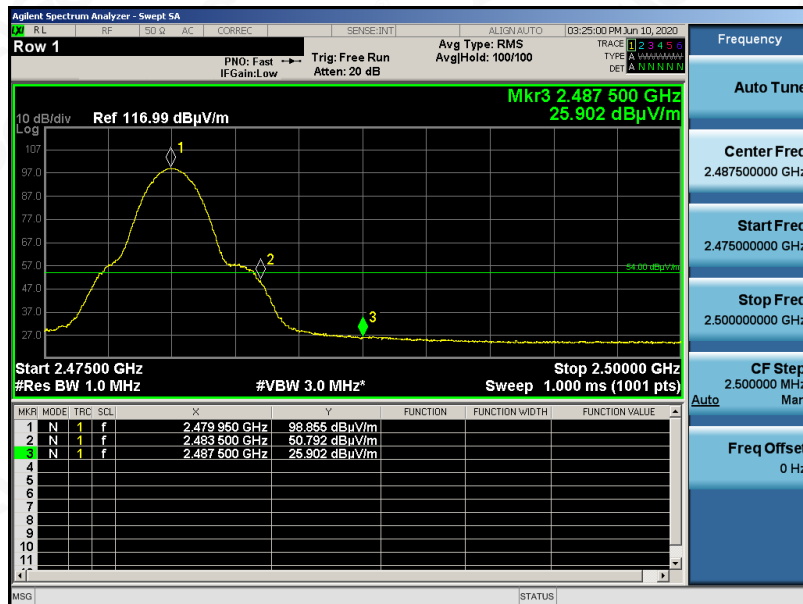 Agilent Spectrum Analyzer - Swept SA
LXI RL RF 50 Ω AC CORREC SENSE:INT ALIGN AUTO 03:25:00 PM Jun 10, 2020
Row 1
PNO: Fast
IFGain:Low
Trig: Free Run
Atten: 20 dB
Avg Type: RMS
Avg|Hold: 100/100
TRACE 1 2 3 4 5 6
TYPE A WWWWW
DET A N N N N N
Mkr3 2.487 500 GHz
25.902 dBµV/m
10 dB/div Ref 116.99 dBµV/m
Log
107
97.0
87.0
77.0
67.0
57.0
47.0
37.0
27.0
1
2
3
54.00 dBµV/m
Start 2.47500 GHz Stop 2.50000 GHz
#Res BW 1.0 MHz #VBW 3.0 MHz* Sweep 1.000 ms (1001 pts)
MKR MODE TRC SCL X Y FUNCTION FUNCTION WIDTH FUNCTION VALUE
1 N 1 f 2.479 950 GHz 98.855 dBµV/m
2 N 1 f 2.483 500 GHz 50.792 dBµV/m
3 N 1 f 2.487 500 GHz 25.902 dBµV/m
4
5
6
7
8
9
10
11
MSG STATUS
Frequency
Auto Tune
Center Freq
2.487500000 GHz
Start Freq
2.475000000 GHz
Stop Freq
2.500000000 GHz
CF Step
2.500000 MHz
Auto Man
Freq Offset
0 Hz